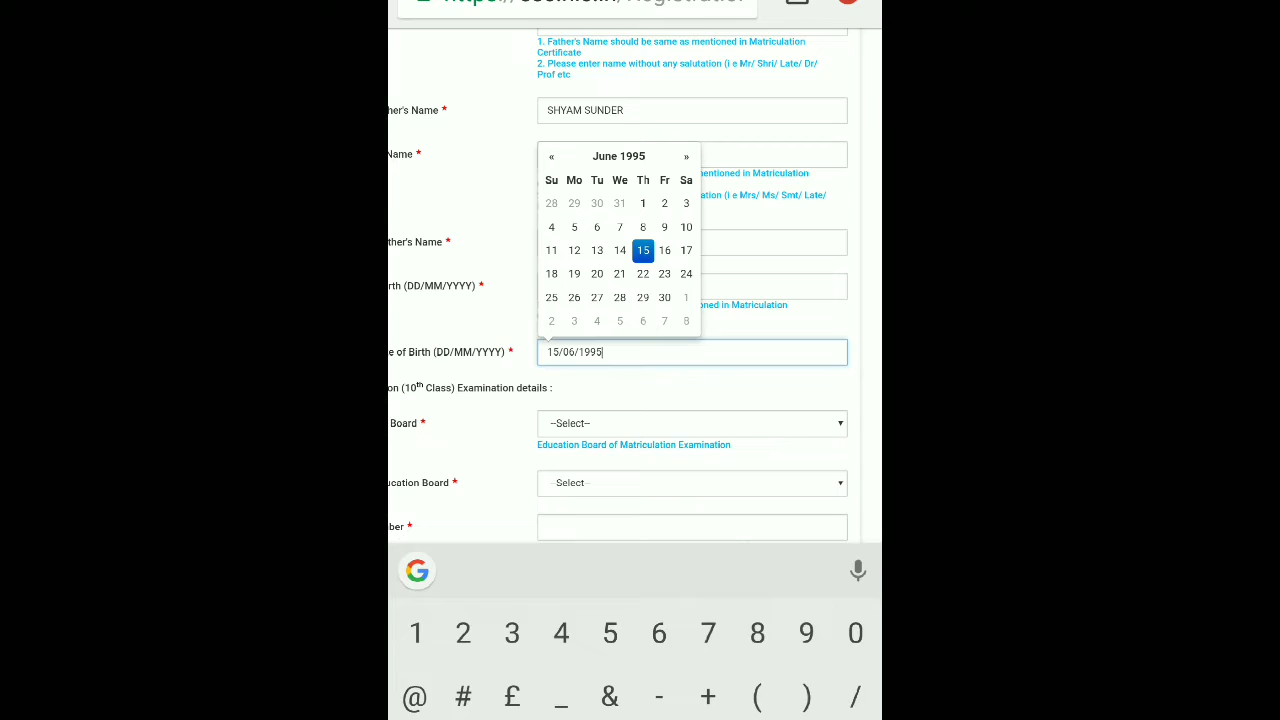 1. Father's Name should be same as mentioned in Matriculation
Certificate
2. Please enter name without any salutation (i e Mr/ Shri/ Late/ Dr/
Prof etc
her's Name * SHYAM SUNDER
Name *
entioned in Matriculation
ation (i e Mrs/ Ms/ Smt/ Late/
ther's Name *
rth (DD/MM/YYYY) *
oned in Matriculation
« June 1995 »
Su Mo Tu We Th Fr Sa
28 29 30 31 1 2 3
4 5 6 7 8 9 10
11 12 13 14 15 16 17
18 19 20 21 22 23 24
25 26 27 28 29 30 1
2 3 4 5 6 7 8
e of Birth (DD/MM/YYYY) * 15/06/1995
on (10th Class) Examination details :
Board * --Select--
Education Board of Matriculation Examination
ucation Board * --Select--
ber *
G
1 2 3 4 5 6 7 8 9 0
@ # £ _ & - + ( ) /